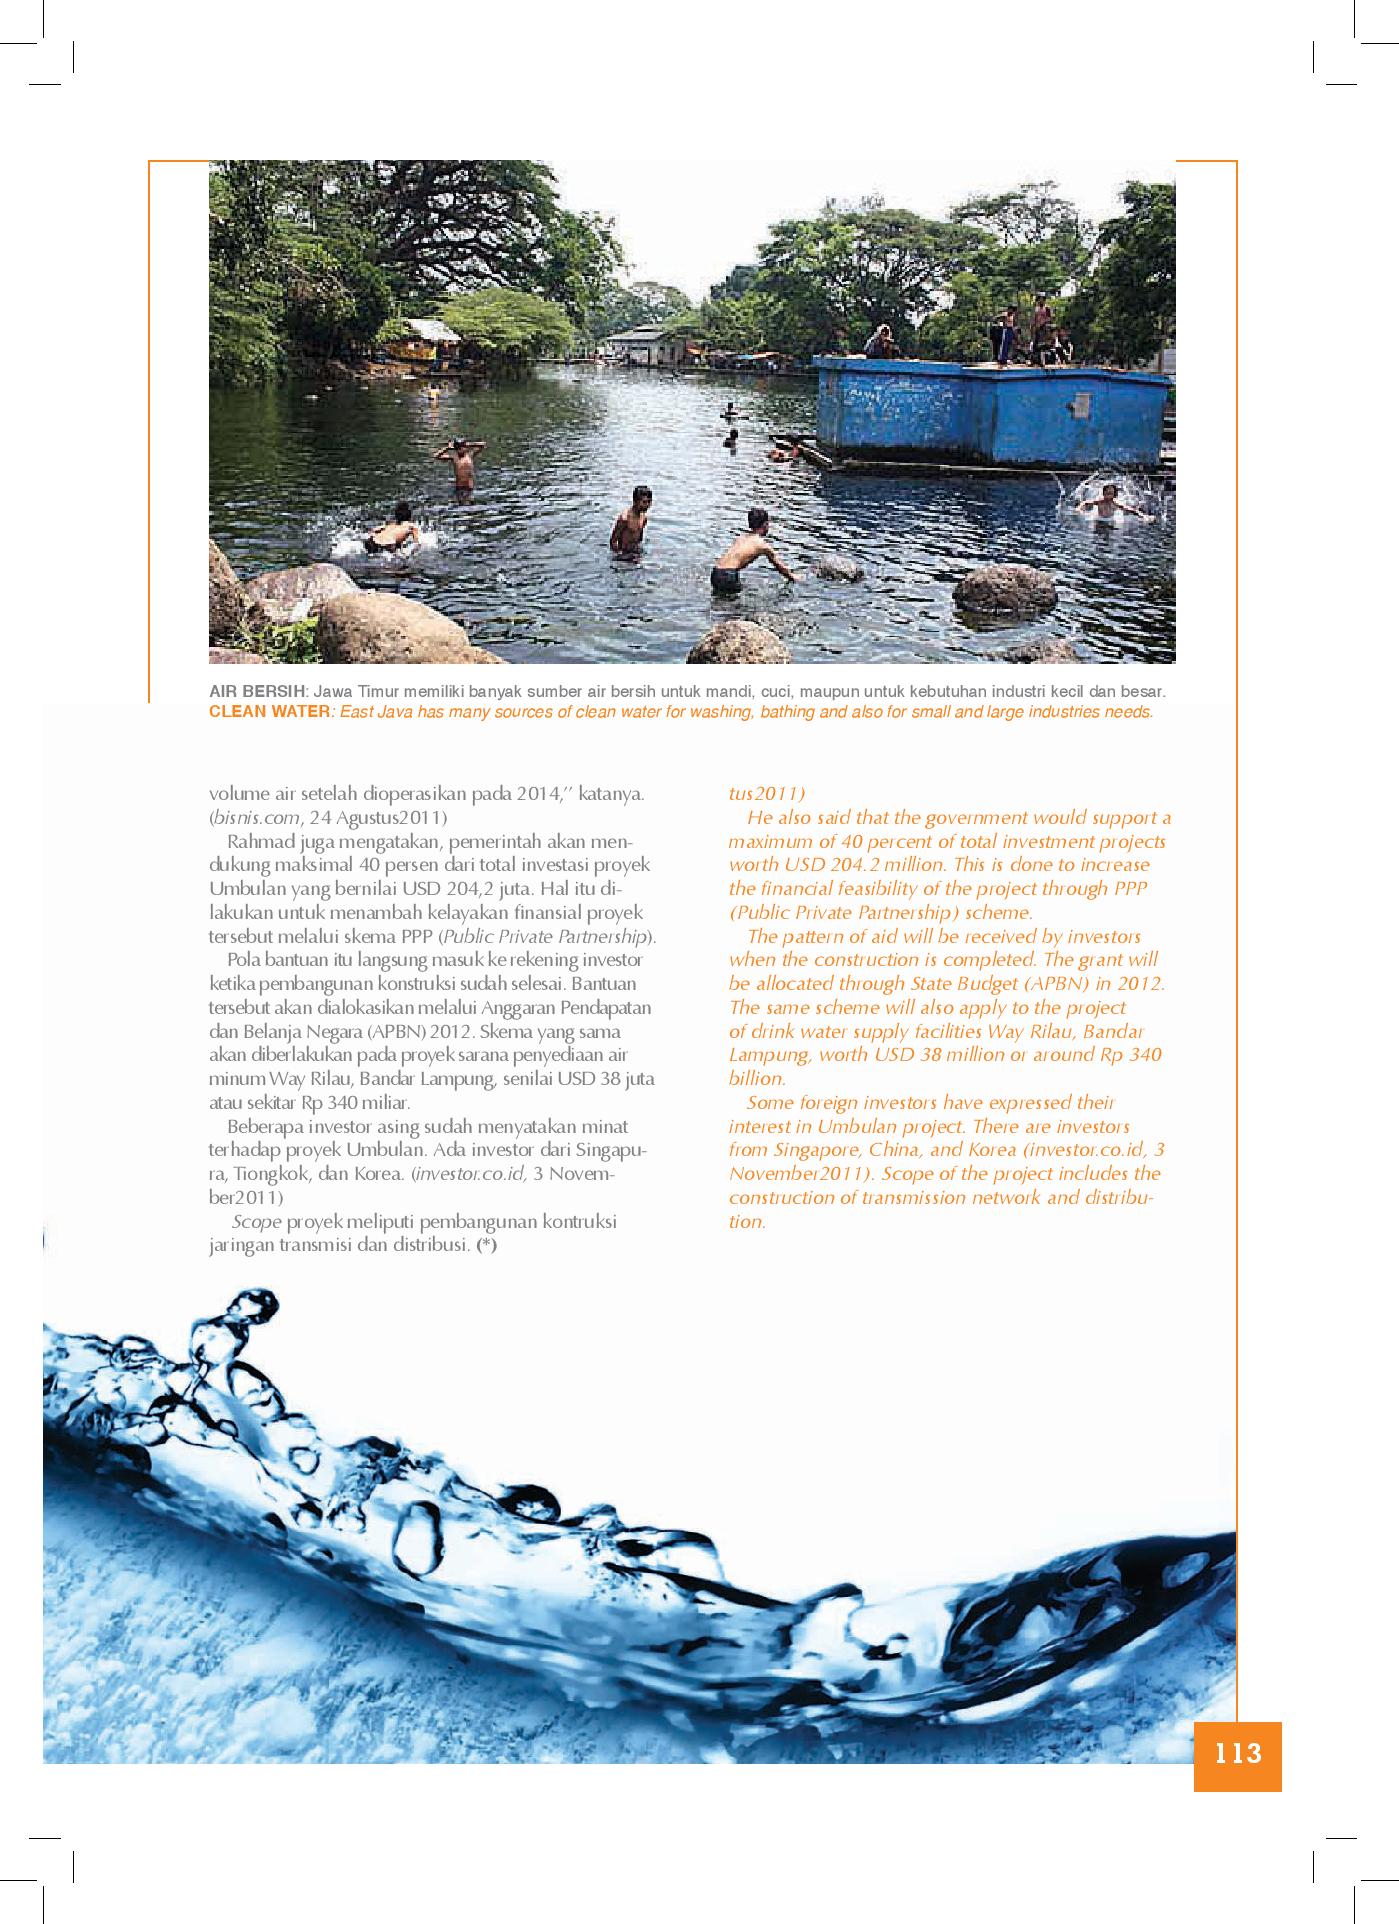 AIR BERSIH: Jawa Timur memiliki banyak sumber air bersih untuk mandi, cuci, maupun untuk kebutuhan industri kecil dan besar.
CLEAN WATER: East Java has many sources of clean water for washing, bathing and also for small and large industries needs.
volume air setelah dioperasikan pada 2014,’’ katanya.
(bisnis.com, 24 Agustus2011)
Rahmad juga mengatakan, pemerintah akan men-
dukung maksimal 40 persen dari total investasi proyek
Umbulan yang bernilai USD 204,2 juta. Hal itu di-
lakukan untuk menambah kelayakan finansial proyek
tersebut melalui skema PPP (Public Private Partnership).
Pola bantuan itu langsung masuk ke rekening investor
ketika pembangunan konstruksi sudah selesai. Bantuan
tersebut akan dialokasikan melalui Anggaran Pendapatan
dan Belanja Negara (APBN) 2012. Skema yang sama
akan diberlakukan pada proyek sarana penyediaan air
minum Way Rilau, Bandar Lampung, senilai USD 38 juta
atau sekitar Rp 340 miliar.
Beberapa investor asing sudah menyatakan minat
terhadap proyek Umbulan. Ada investor dari Singapu-
ra, Tiongkok, dan Korea. (investor.co.id, 3 Novem-
ber2011)
Scope proyek meliputi pembangunan kontruksi
jaringan transmisi dan distribusi. (*)
tus2011)
He also said that the government would support a
maximum of 40 percent of total investment projects
worth USD 204.2 million. This is done to increase
the financial feasibility of the project through PPP
(Public Private Partnership) scheme.
The pattern of aid will be received by investors
when the construction is completed. The grant will
be allocated through State Budget (APBN) in 2012.
The same scheme will also apply to the project
of drink water supply facilities Way Rilau, Bandar
Lampung, worth USD 38 million or around Rp 340
billion.
Some foreign investors have expressed their
interest in Umbulan project. There are investors
from Singapore, China, and Korea (investor.co.id, 3
November2011). Scope of the project includes the
construction of transmission network and distribu-
tion.
113